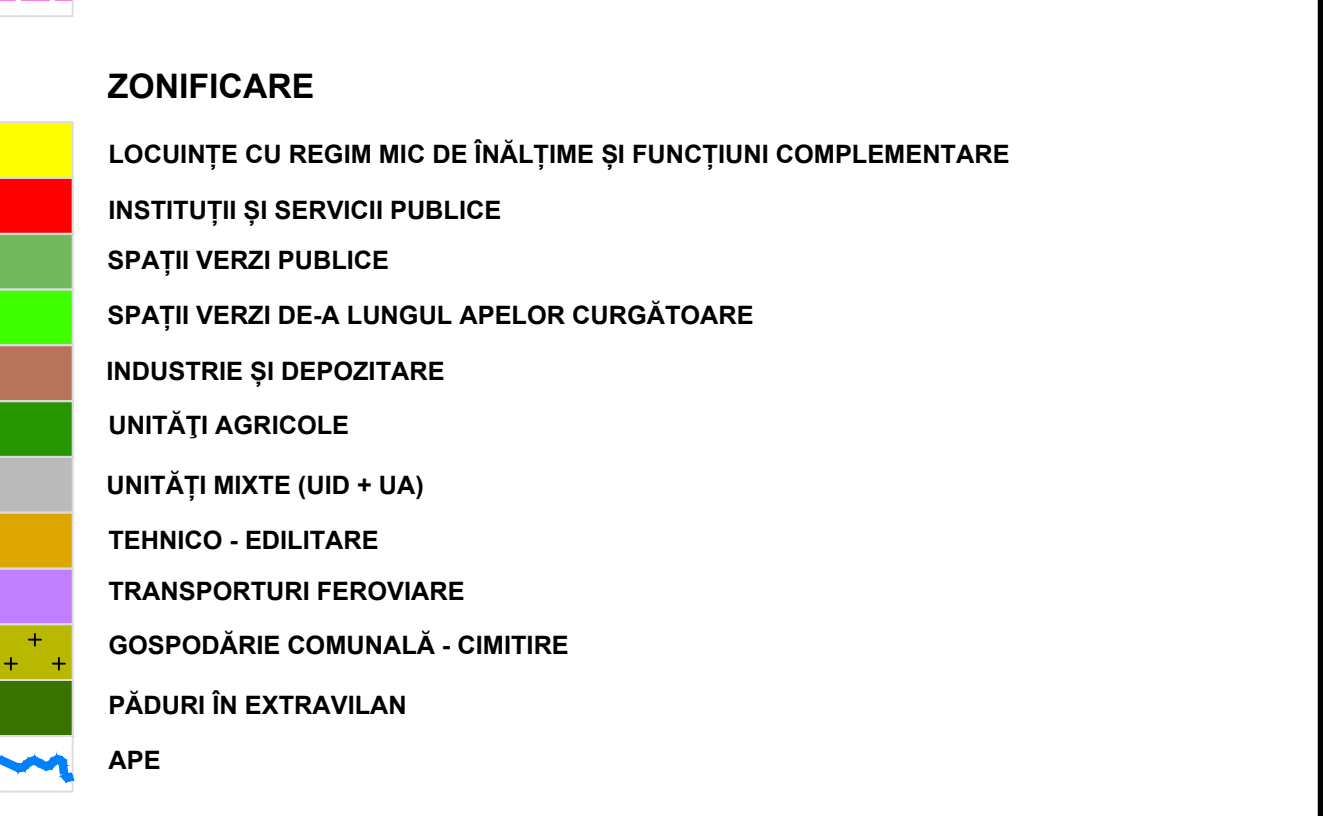 ZONIFICARE
LOCUINȚE CU REGIM MIC DE ÎNĂLȚIME ȘI FUNCȚIUNI COMPLEMENTARE
INSTITUȚII ȘI SERVICII PUBLICE
SPAȚII VERZI PUBLICE
SPAȚII VERZI DE-A LUNGUL APELOR CURGĂTOARE
INDUSTRIE ȘI DEPOZITARE
UNITĂŢI AGRICOLE
UNITĂȚI MIXTE (UID + UA)
TEHNICO - EDILITARE
TRANSPORTURI FEROVIARE
GOSPODĂRIE COMUNALĂ - CIMITIRE
PĂDURI ÎN EXTRAVILAN
APE